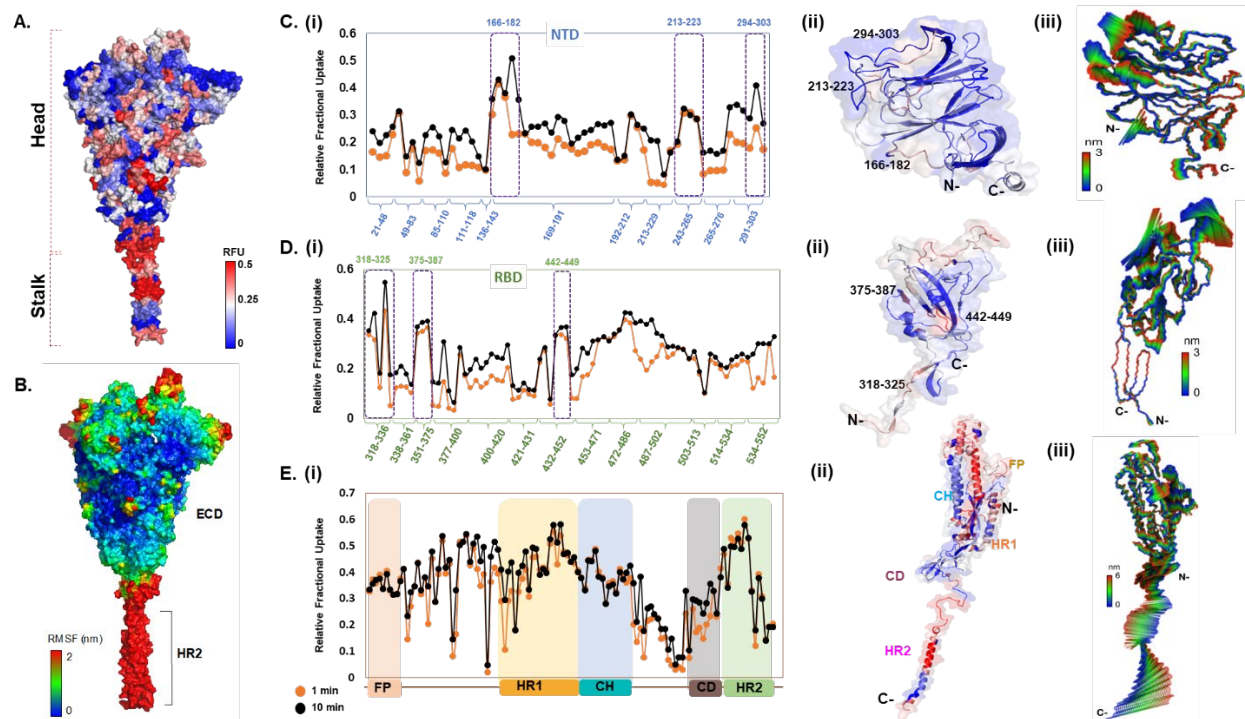 A.
Head
Stalk
RFU
0.5
0.25
0
B.
ECD
RMSF (nm)
2
0
HR2
C. (i)
166-182
213-223
294-303
NTD
Relative Fractional Uptake
0.6
0.5
0.4
0.3
0.2
0.1
0
21-48
49-83
85-110
111-118
136-143
169-191
192-212
213-229
243-265
265-276
291-303
(ii)
294-303
213-223
166-182
N-
C-
(iii)
N-
nm
3
0
C-
D. (i)
318-325
375-387
442-449
RBD
Relative Fractional Uptake
0.6
0.4
0.2
0
318-336
338-361
351-375
377-400
400-420
421-431
432-452
453-471
472-486
487-502
503-513
514-534
534-552
(ii)
375-387
442-449
C-
318-325
N-
(iii)
nm
3
0
C-
N-
E. (i)
Relative Fractional Uptake
0.7
0.6
0.5
0.4
0.3
0.2
0.1
0
FP
HR1
CH
CD
HR2
1 min
10 min
(ii)
FP
CH
N-
HR1
CD
HR2
C-
(iii)
nm
6
0
N-
C-